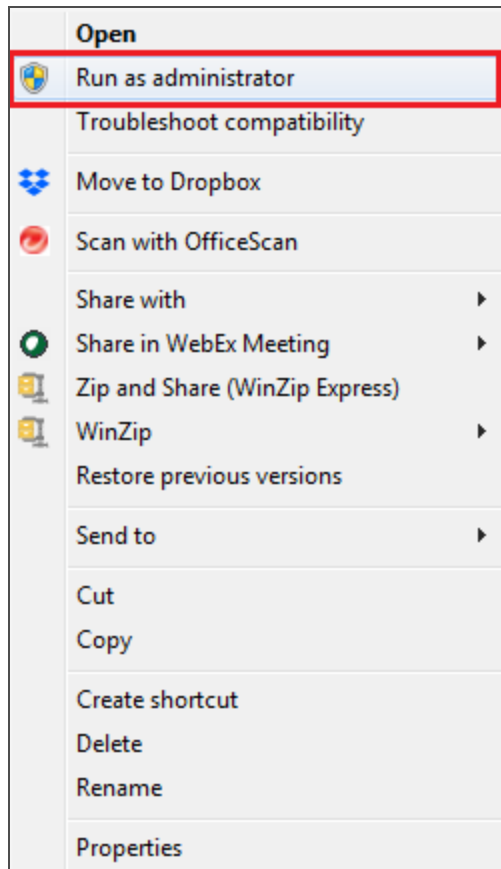 Open
Run as administrator
Troubleshoot compatibility
Move to Dropbox
Scan with OfficeScan
Share with
Share in WebEx Meeting
Zip and Share (WinZip Express)
WinZip
Restore previous versions
Send to
Cut
Copy
Create shortcut
Delete
Rename
Properties